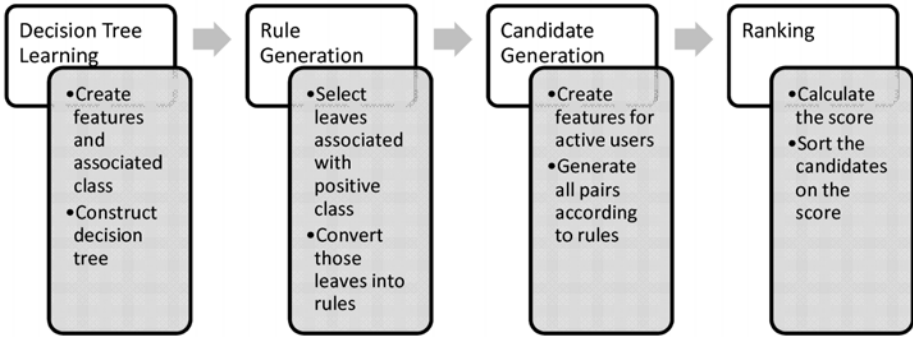 Decision Tree
Learning
•Create
features
and
associated
class
•Construct
decision
tree
Rule
Generation
•Select
leaves
associated
with
positive
class
•Convert
those
leaves into
rules
Candidate
Generation
•Create
features for
active users
•Generate
all pairs
according
to rules
Ranking
•Calculate
the score
•Sort the
candidates
on the
score